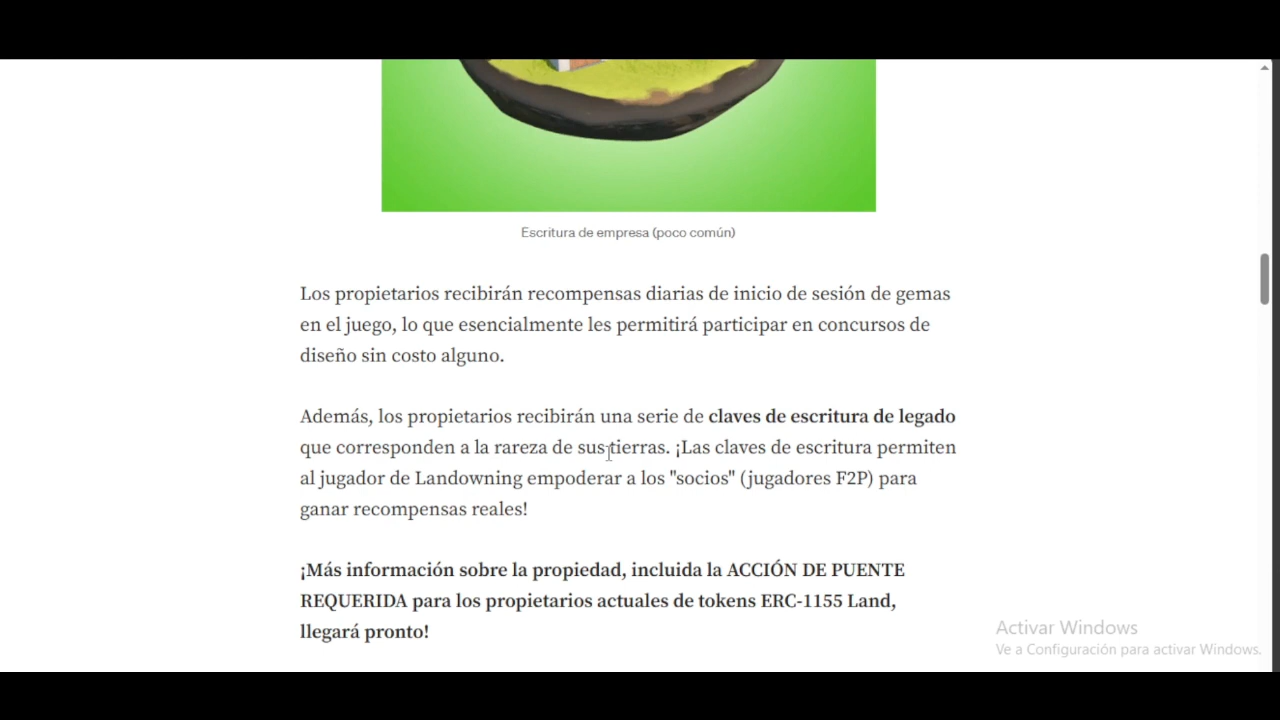 Escritura de empresa (poco común)
Los propietarios recibirán recompensas diarias de inicio de sesión de gemas
en el juego, lo que esencialmente les permitirá participar en concursos de
diseño sin costo alguno.
Además, los propietarios recibirán una serie de claves de escritura de legado
que corresponden a la rareza de sus tierras. ¡Las claves de escritura permiten
al jugador de Landowning empoderar a los "socios" (jugadores F2P) para
ganar recompensas reales!
¡Más información sobre la propiedad, incluida la ACCIÓN DE PUENTE
REQUERIDA para los propietarios actuales de tokens ERC-1155 Land,
llegará pronto!
Activar Windows
Ve a Configuración para activar Windows.